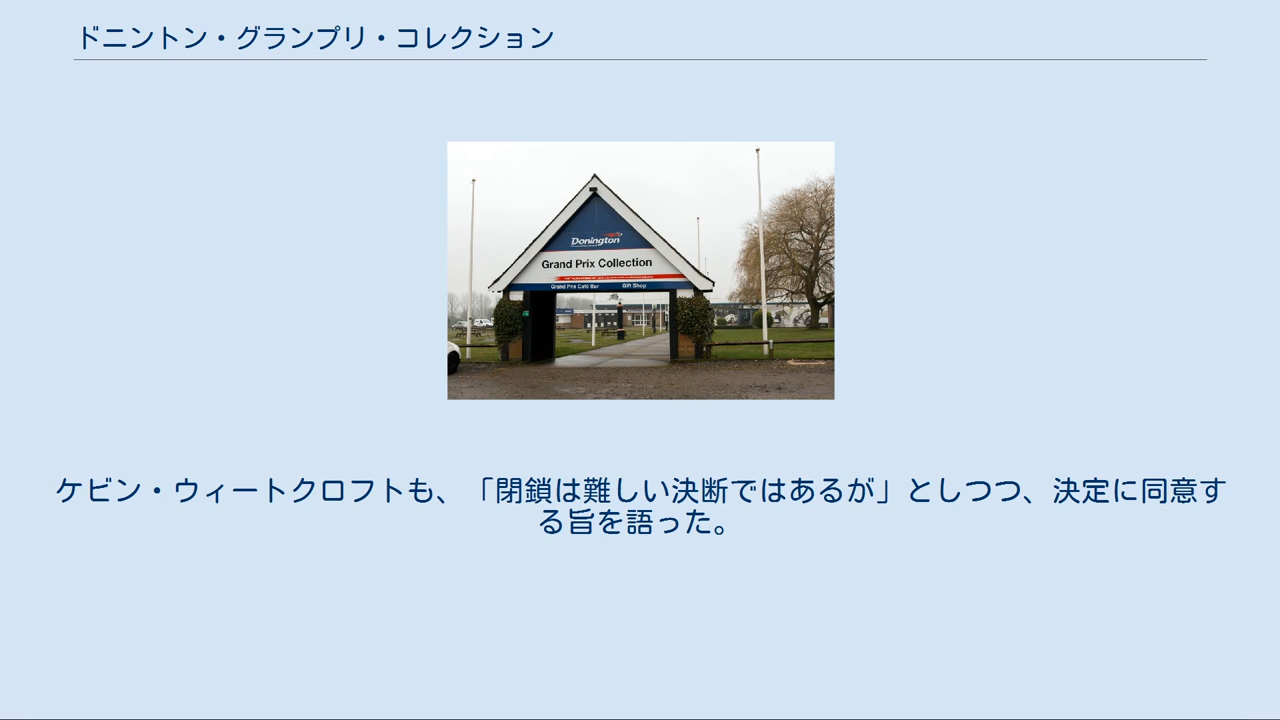 ドニントン・グランプリ・コレクション
Donington
Grand Prix Collection
Grand Prix Café Bar Gift Shop
ケビン・ウィートクロフトも、「閉鎖は難しい決断ではあるが」としつつ、決定に同意す
る旨を語った。